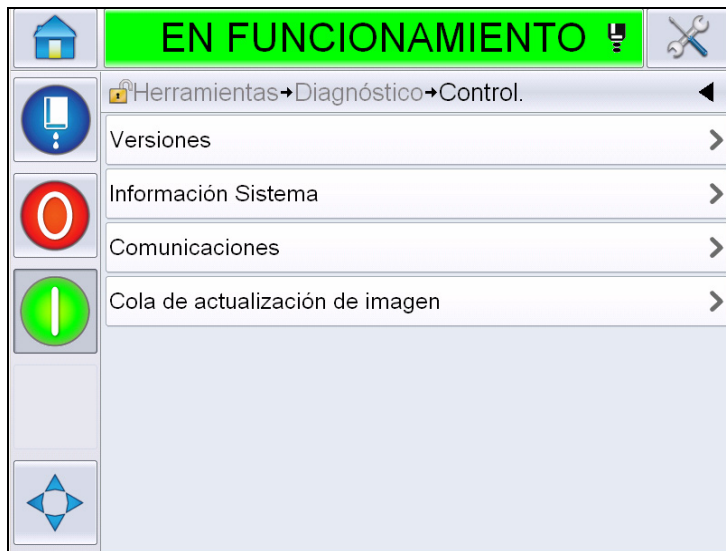 EN FUNCIONAMIENTO
Herramientas→Diagnóstico→Control.
Versiones
Información Sistema
Comunicaciones
Cola de actualización de imagen